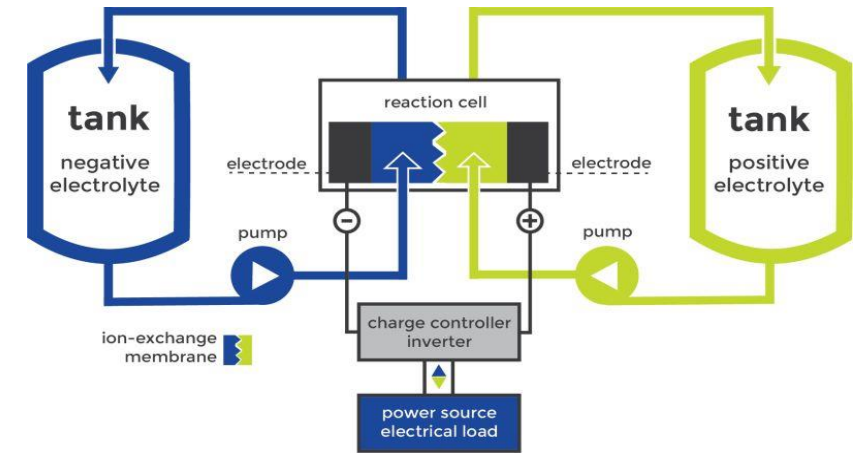 reaction cell
tank
negative
electrolyte
electrode
electrode
tank
positive
electrolyte
−
+
pump
pump
charge controller
inverter
ion-exchange
membrane
power source
electrical load